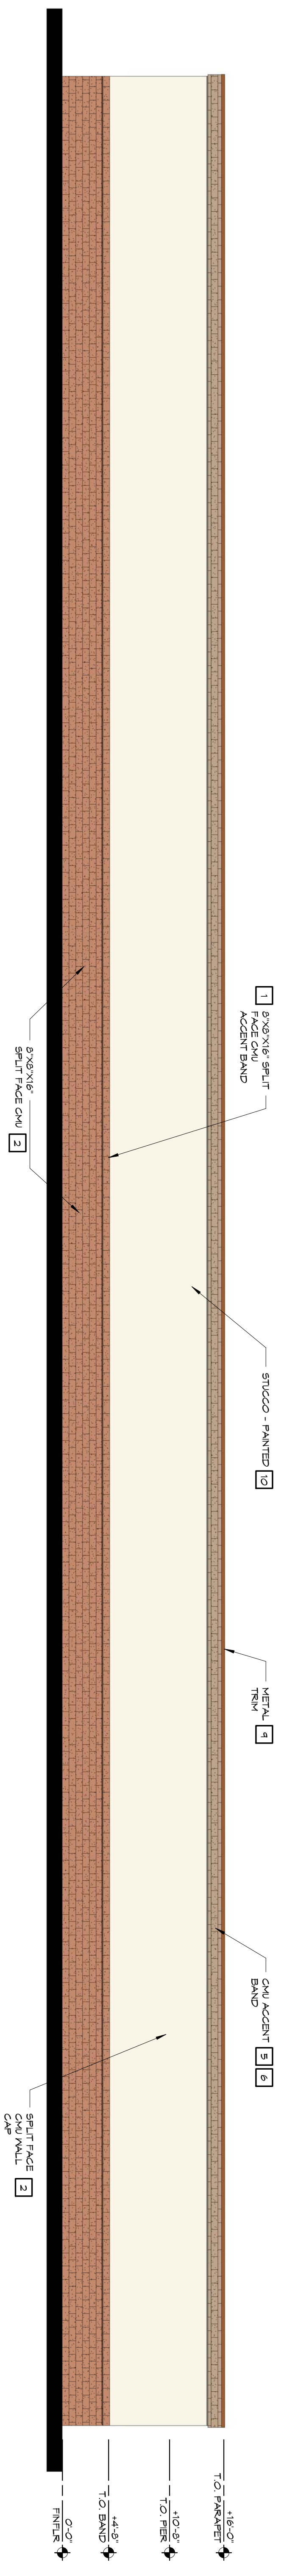 1
8"X8"X16" SPLIT
FACE CMU
ACCENT BAND
STUCCO - PAINTED 10
METAL 9
TRIM
CMU ACCENT 5 6
BAND
8"X8"X16"
SPLIT FACE CMU 2
SPLIT FACE
CMU WALL 2
CAP
+16'-0"
T.O. PARAPET
+10'-8"
T.O. PIER
+4'-8"
T.O. BAND
0'-0"
FIN.FLR.